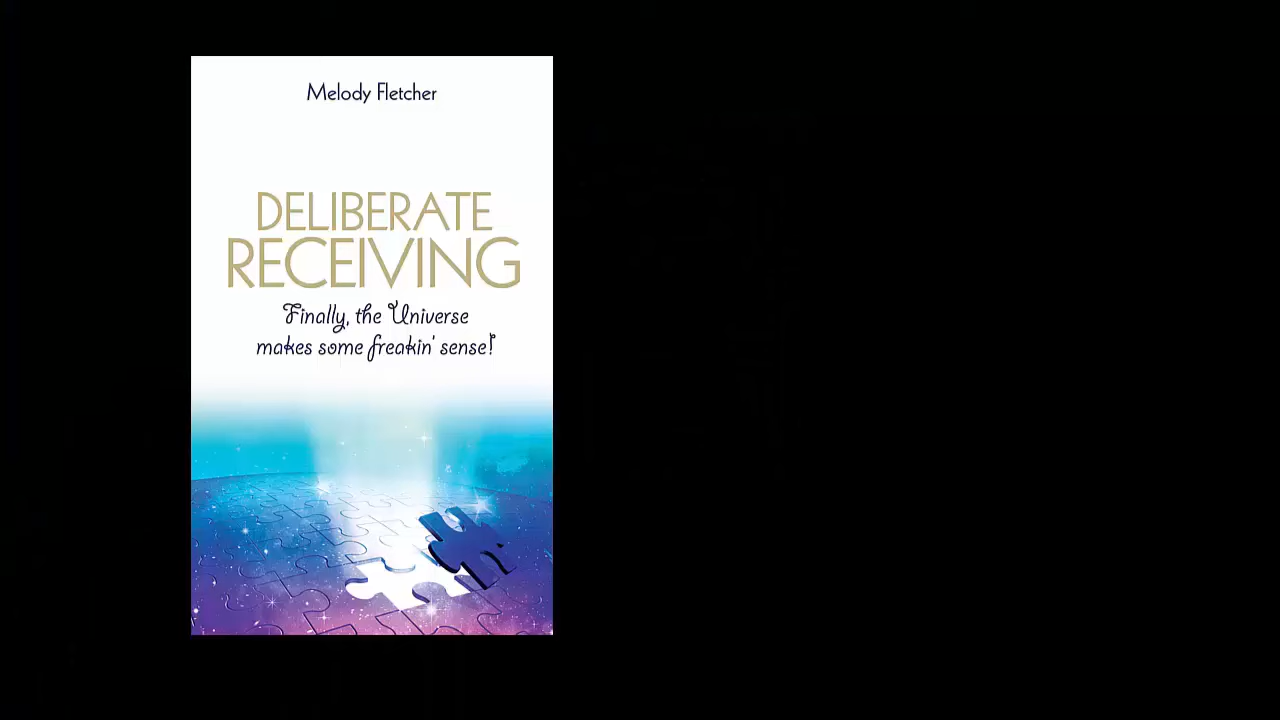 Melody Fletcher
DELIBERATE
RECEIVING
Finally, the Universe
makes some freakin' sense!